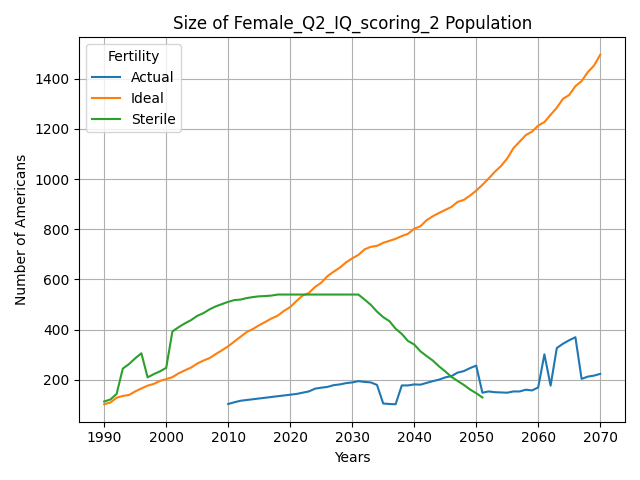 Size of Female_Q2_IQ_scoring_2 Population
Fertility
Actual
Ideal
Sterile
Number of Americans
1400
1200
1000
800
600
400
200
1990 2000 2010 2020 2030 2040 2050 2060 2070
Years